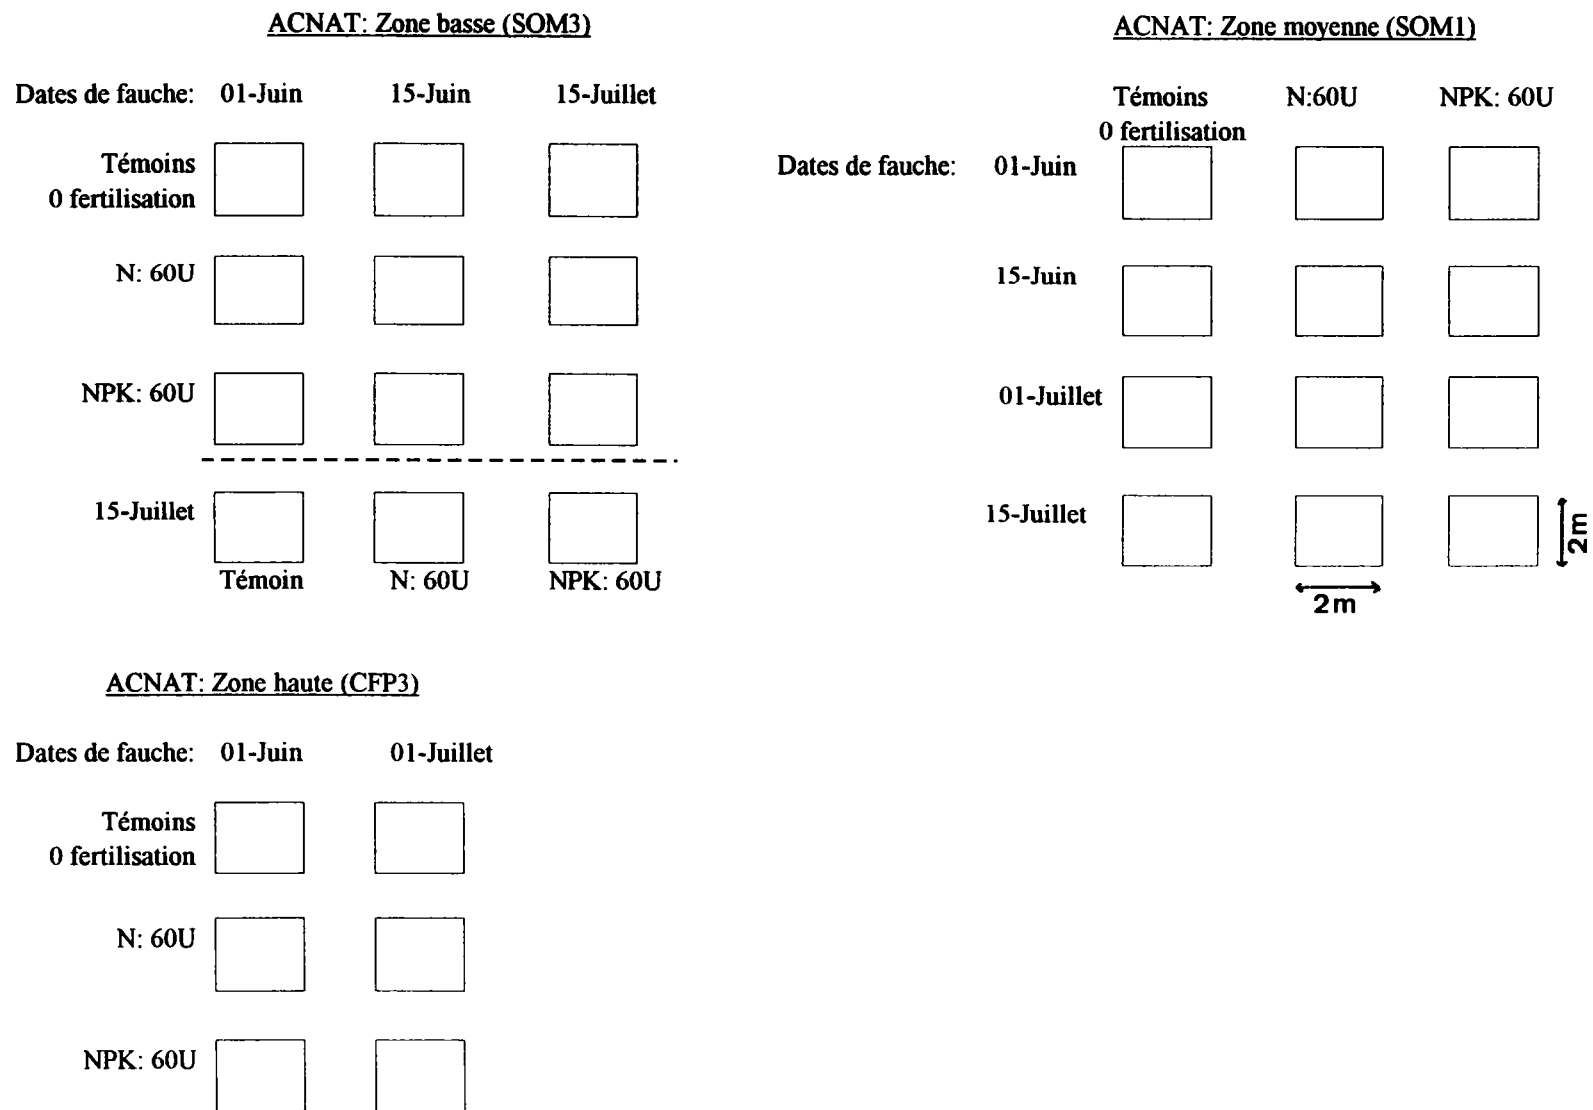 ACNAT: Zone basse (SOM3)
Dates de fauche: 01-Juin 15-Juin 15-Juillet
Témoins
0 fertilisation
N: 60U
NPK: 60U
15-Juillet
Témoin N: 60U NPK: 60U
ACNAT: Zone moyenne (SOM1)
Témoins N:60U NPK: 60U
0 fertilisation
Dates de fauche: 01-Juin
15-Juin
01-Juillet
15-Juillet
2m
2m
ACNAT: Zone haute (CFP3)
Dates de fauche: 01-Juin 01-Juillet
Témoins
0 fertilisation
N: 60U
NPK: 60U